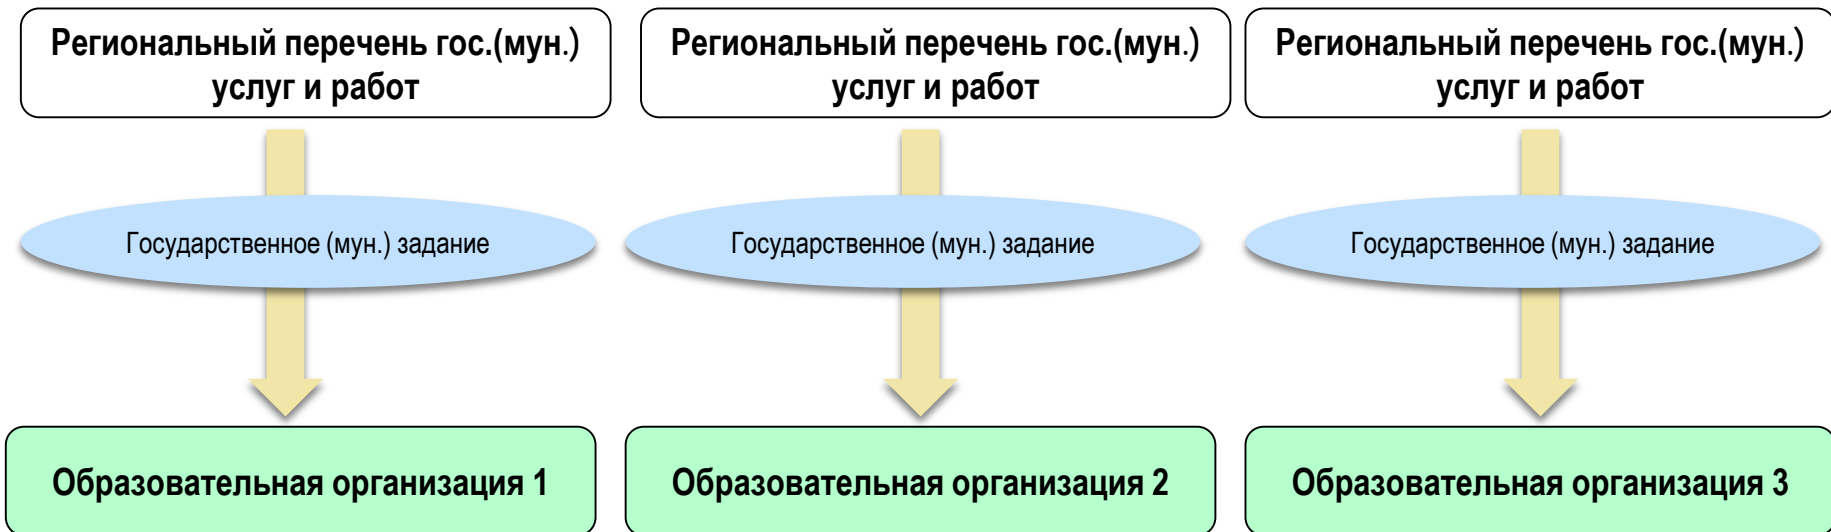 Региональный перечень гос.(мун.)
услуг и работ
Региональный перечень гос.(мун.)
услуг и работ
Региональный перечень гос.(мун.)
услуг и работ
Государственное (мун.) задание
Государственное (мун.) задание
Государственное (мун.) задание
Образовательная организация 1
Образовательная организация 2
Образовательная организация 3